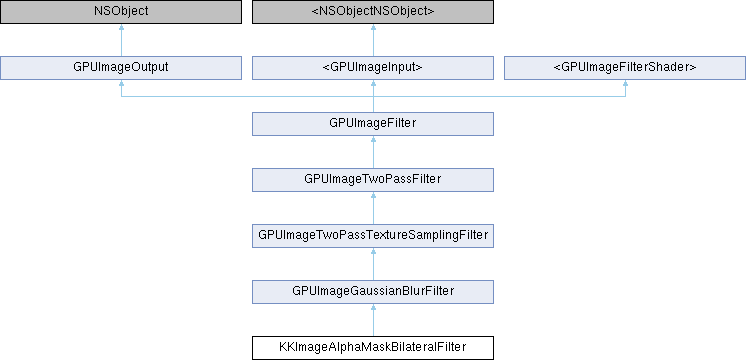 NSObject
<NSObjectNSObject>
GPUImageOutput
<GPUImageInput>
<GPUImageFilterShader>
GPUImageFilter
GPUImageTwoPassFilter
GPUImageTwoPassTextureSamplingFilter
GPUImageGaussianBlurFilter
KKImageAlphaMaskBilateralFilter